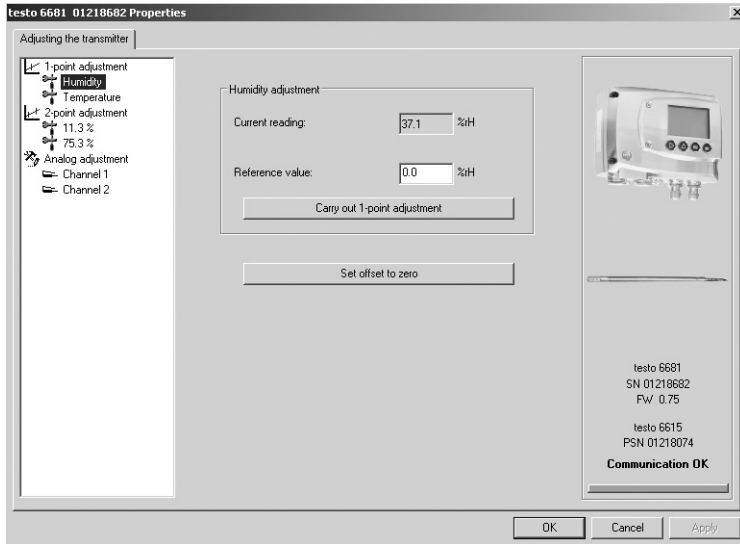 testo 6681 01218682 Properties
Adjusting the transmitter
1-point adjustment
Humidity
Temperature
2-point adjustment
11.3 %
75.3 %
Analog adjustment
Channel 1
Channel 2
Humidity adjustment
Current reading: 37.1 %rH
Reference value: 0.0 %rH
Carry out 1-point adjustment
Set offset to zero
testo 6681
SN 01218682
FW 0.75
testo 6615
PSN 01218074
Communication OK
OK Cancel Apply